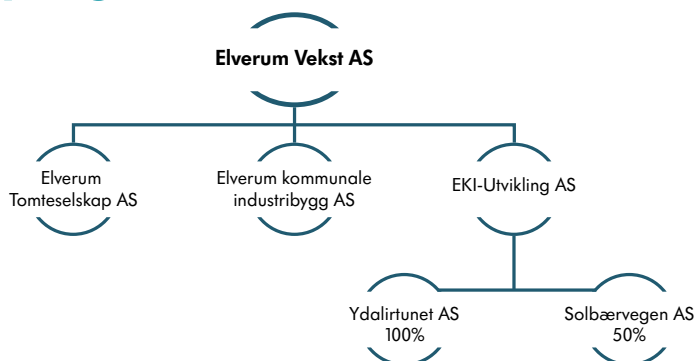 Elverum Vekst AS
Elverum
Tomteselskap AS
Elverum kommunale
industribygg AS
EKI-Utvikling AS
Ydalirtunet AS
100%
Solbærvegen AS
50%